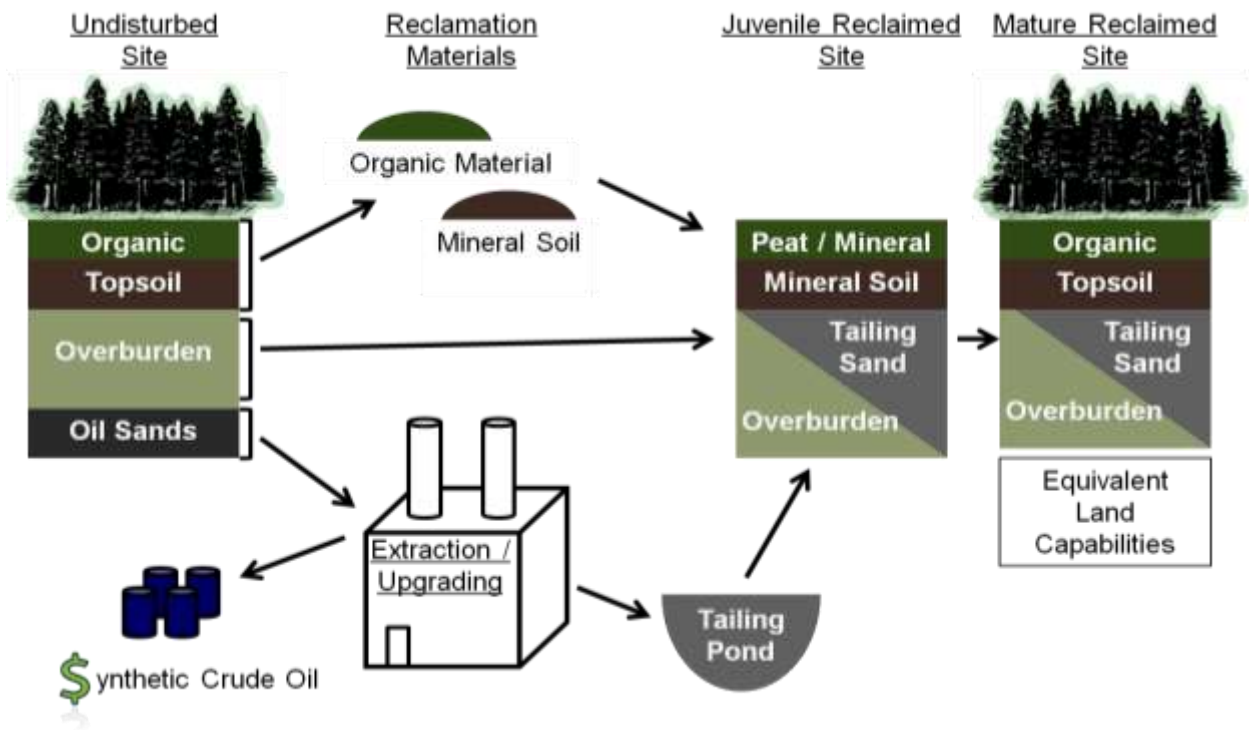 Undisturbed
Site
Reclamation
Materials
Juvenile Reclaimed
Site
Mature Reclaimed
Site
Organic Material
Mineral Soil
Organic
Topsoil
Overburden
Oil Sands
Peat / Mineral
Mineral Soil
Tailing
Sand
Overburden
Organic
Topsoil
Tailing
Sand
Overburden
Equivalent
Land
Capabilities
Extraction /
Upgrading
Tailing
Pond
$ynthetic Crude Oil